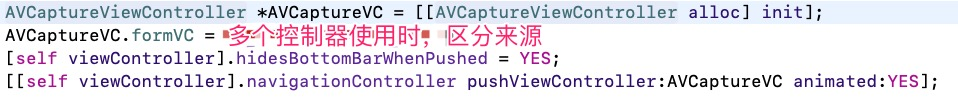 AVCaptureViewController *AVCaptureVC = [[AVCaptureViewController alloc] init];
AVCaptureVC.formVC = 多个控制器使用时，区分来源
[self viewController].hidesBottomBarWhenPushed = YES;
[[self viewController].navigationController pushViewController:AVCaptureVC animated:YES];